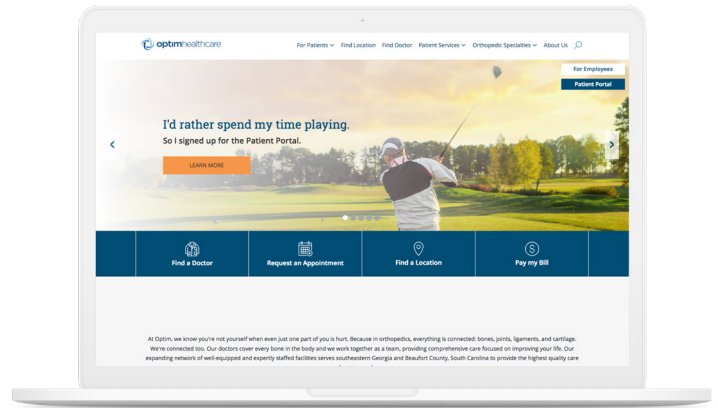 optimhealthcare
For Patients Find Location Find Doctor Patient Services Orthopedic Specialties About Us
For Employees
Patient Portal
I'd rather spend my time playing.
So I signed up for the Patient Portal.
LEARN MORE
Find a Doctor Request an Appointment Find a Location Pay my Bill
At Optim, we know you're not yourself when even just one part of you is hurt. Because in orthopedics, everything is connected: bones, joints, ligaments, and cartilage.
We're connected too. Our doctors cover every bone in the body and we work together as a team, providing comprehensive care focused on improving your life. Our
expanding network of well-equipped and expertly staffed facilities serves southeastern Georgia and Beaufort County, South Carolina to provide the highest quality care